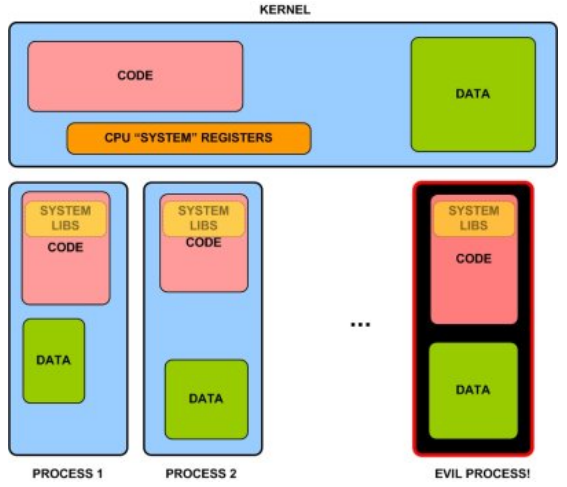 KERNEL
CODE
DATA
CPU “SYSTEM” REGISTERS
SYSTEM
LIBS
CODE
DATA
PROCESS 1
SYSTEM
LIBS
CODE
DATA
PROCESS 2
...
SYSTEM
LIBS
CODE
DATA
EVIL PROCESS!